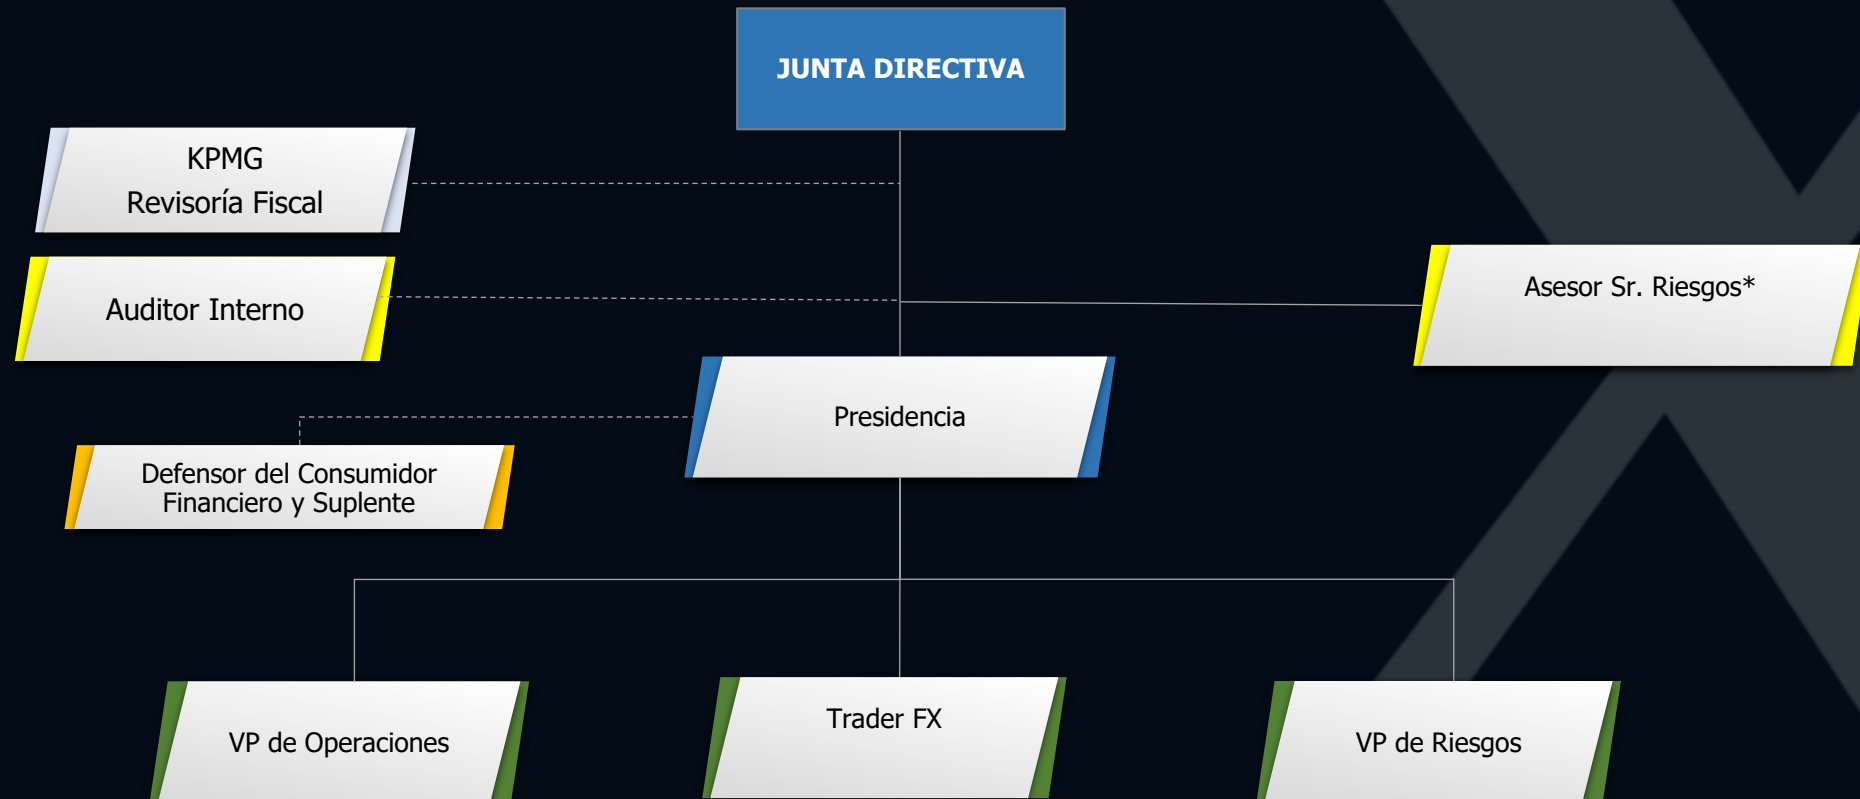 JUNTA DIRECTIVA
KPMG
Revisoría Fiscal
Auditor Interno
Asesor Sr. Riesgos*
Presidencia
Defensor del Consumidor
Financiero y Suplente
VP de Operaciones
Trader FX
VP de Riesgos